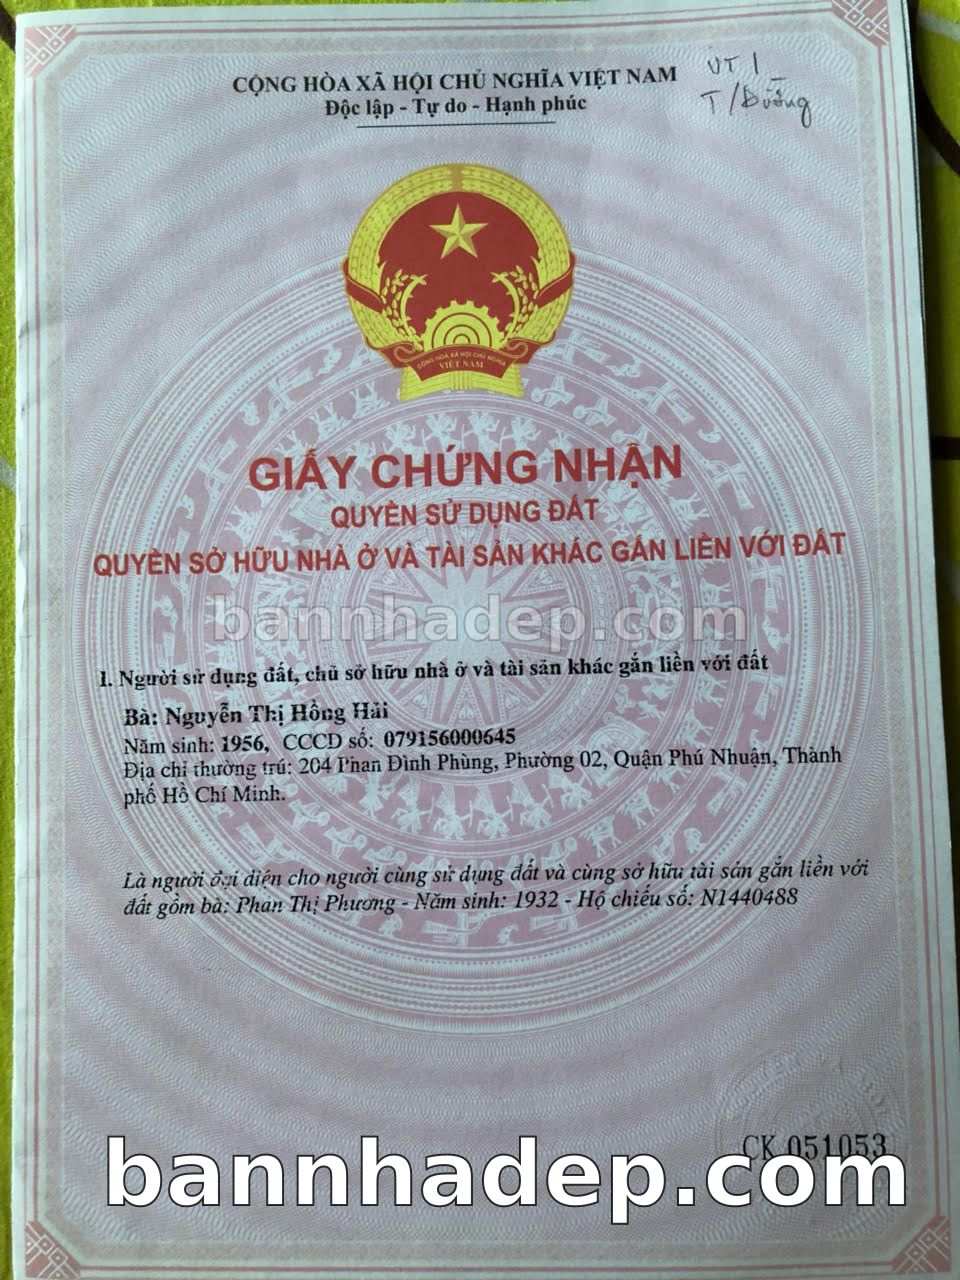 CỘNG HÒA XÃ HỘI CHỦ NGHĨA VIỆT NAM
Độc lập - Tự do - Hạnh phúc
VT 1
T/Đường
CỘNG HÒA XÃ HỘI CHỦ NGHĨA
VIỆT NAM
GIẤY CHỨNG NHẬN
QUYỀN SỬ DỤNG ĐẤT
QUYỀN SỞ HỮU NHÀ Ở VÀ TÀI SẢN KHÁC GẮN LIỀN VỚI ĐẤT
bannhadep.com
1. Người sử dụng đất, chủ sở hữu nhà ở và tài sản khác gắn liền với đất
Bà: Nguyễn Thị Hồng Hải
Năm sinh: 1956, CCCD số: 079156000645
Địa chỉ thường trú: 204 Phan Đình Phùng, Phường 02, Quận Phú Nhuận, Thành
phố Hồ Chí Minh.
Là người đại diện cho người cùng sử dụng đất và cùng sở hữu tài sản gắn liền với
đất gồm bà: Phan Thị Phương - Năm sinh: 1932 - Hộ chiếu số: N1440488
CK 051053
bannhadep.com